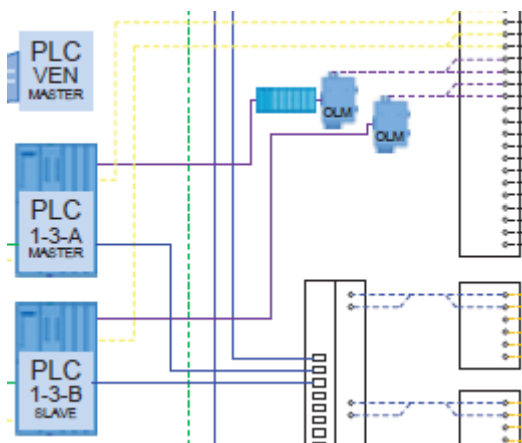 PLC
VEN
MASTER
OLM
OLM
PLC
1-3-A
MASTER
PLC
1-3-B
SLAVE